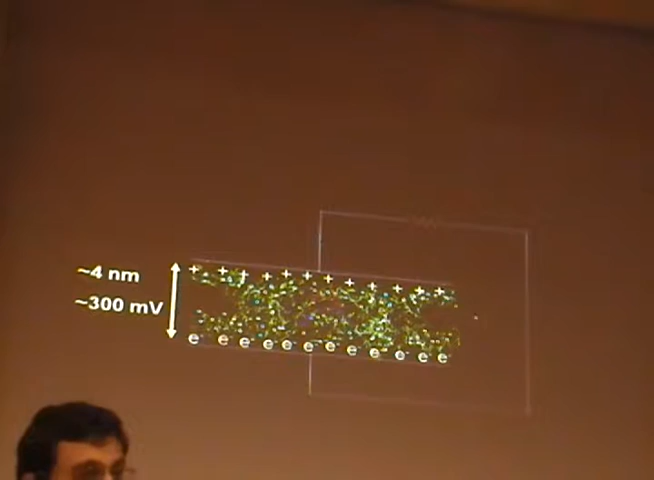 ~4 nm
~300 mV
+ + + + + + + + + + + +
e⁻ e⁻ e⁻ e⁻ e⁻ e⁻ e⁻ e⁻ e⁻ e⁻ e⁻ e⁻